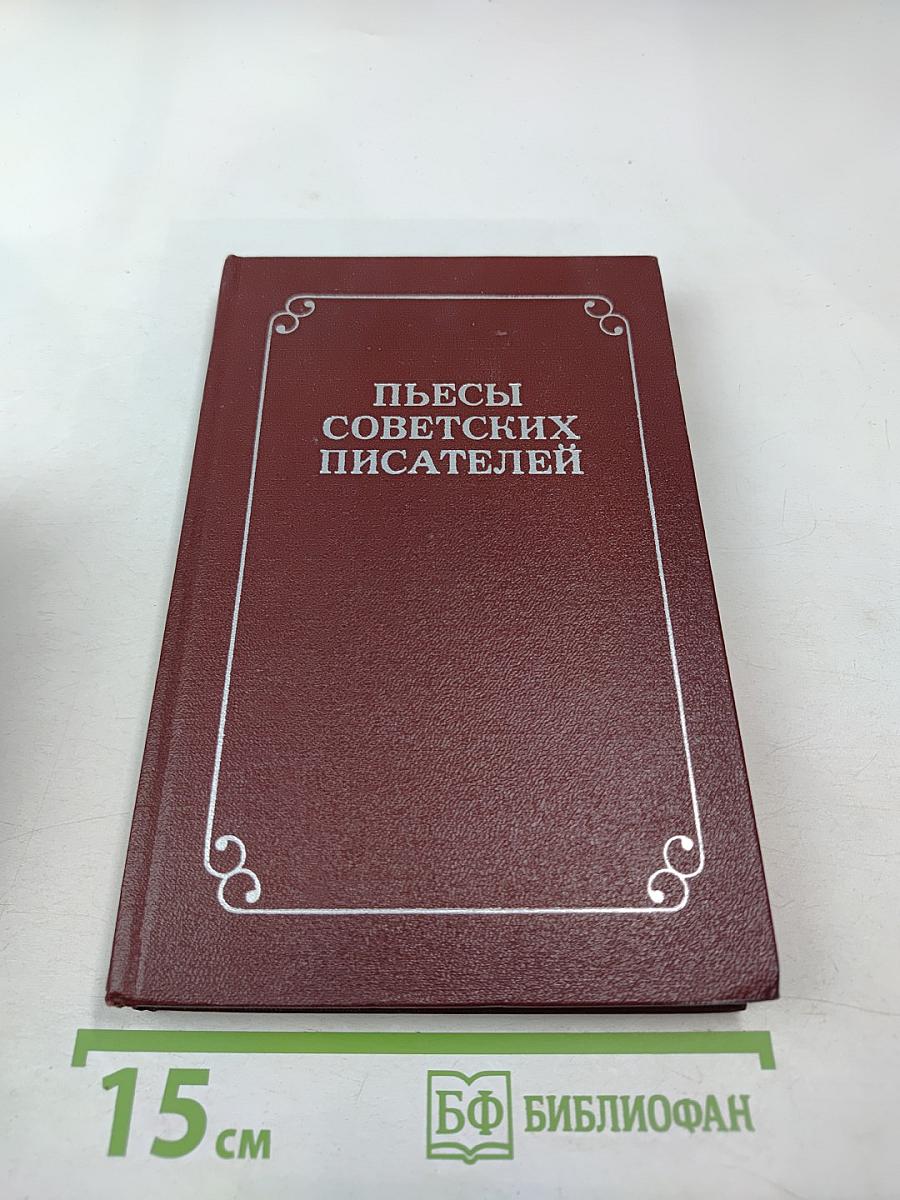 ПЬЕСЫ
СОВЕТСКИХ
ПИСАТЕЛЕЙ
15 см
БФ БИБЛИОФАН